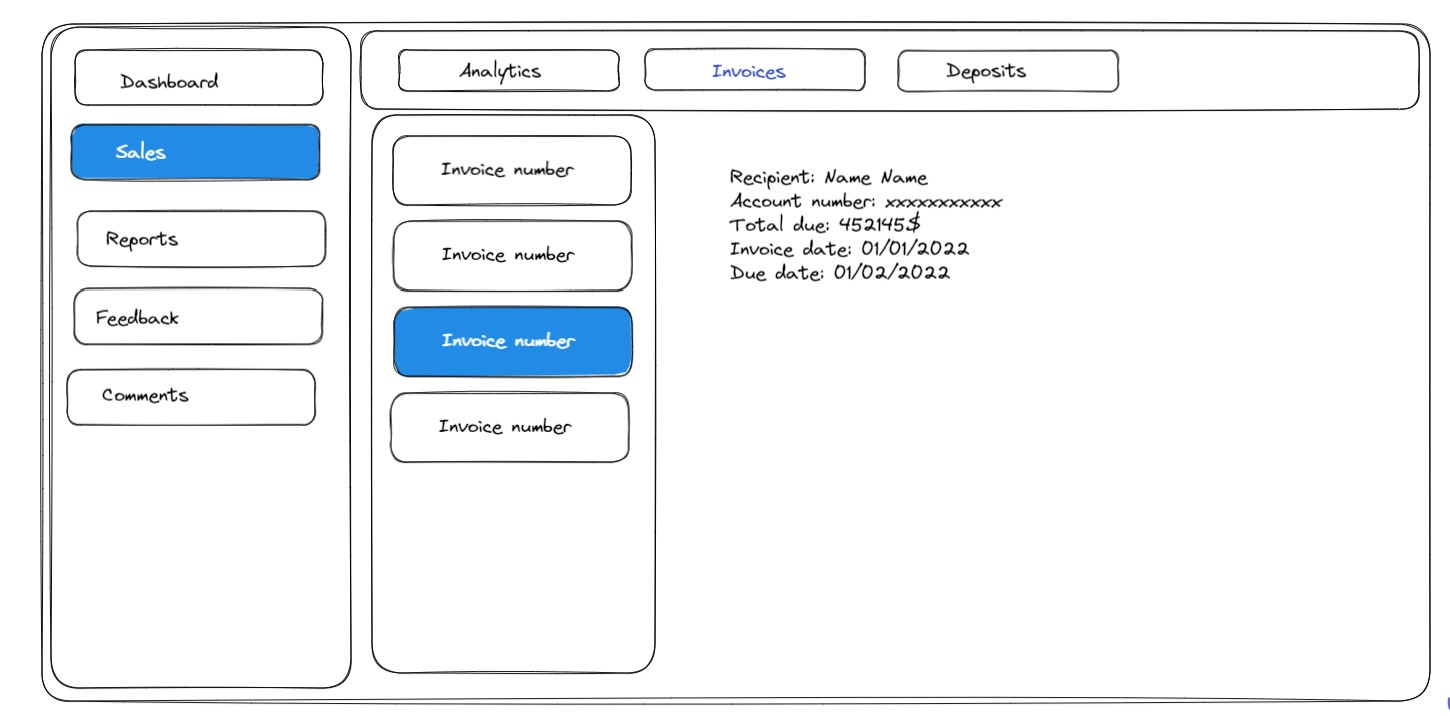 Dashboard
Sales
Reports
Feedback
Comments
Analytics
Invoices
Deposits
Invoice number
Invoice number
Invoice number
Invoice number
Recipient: Name Name
Account number: xxxxxxxxxxx
Total due: 452145$
Invoice date: 01/01/2022
Due date: 01/02/2022